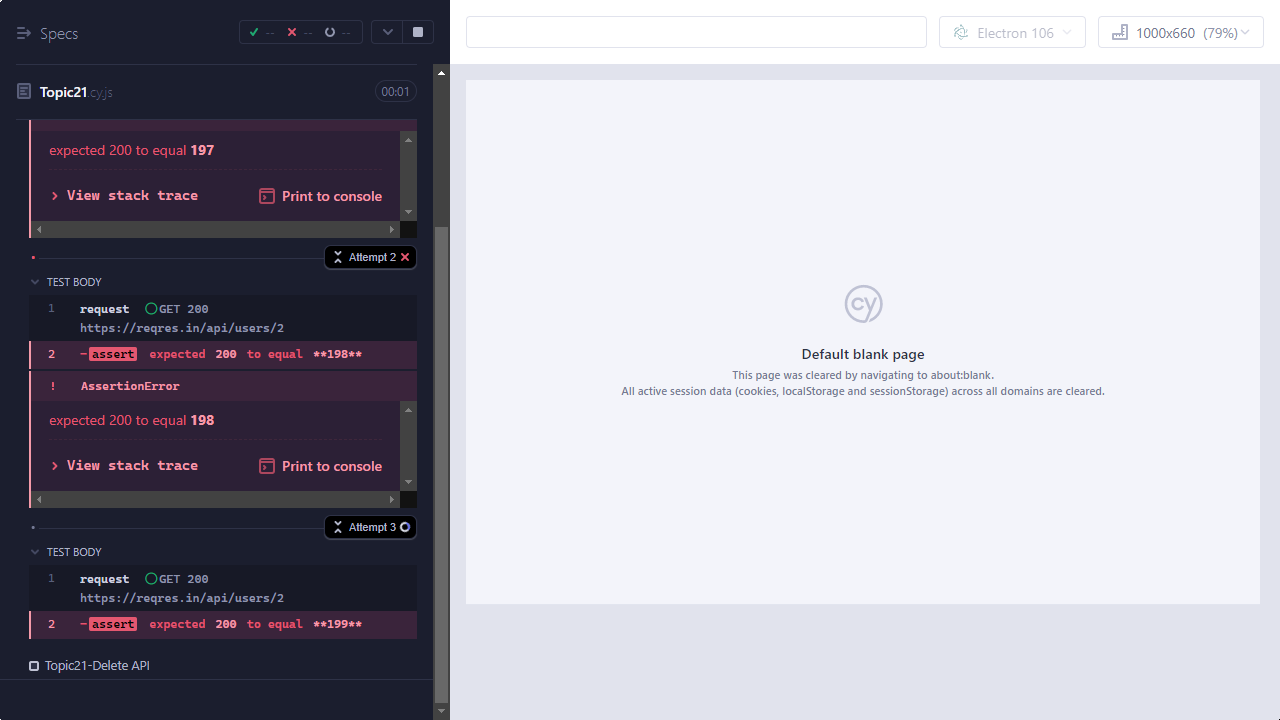 Specs
--
--
--
Electron 106
1000x660 (79%)
Topic21.cy.js
00:01
expected 200 to equal 197
View stack trace
Print to console
Attempt 2
TEST BODY
1 request GET 200
https://reqres.in/api/users/2
2 -assert expected 200 to equal **198**
! AssertionError
expected 200 to equal 198
View stack trace
Print to console
Attempt 3
TEST BODY
1 request GET 200
https://reqres.in/api/users/2
2 -assert expected 200 to equal **199**
Topic21-Delete API
cy
Default blank page
This page was cleared by navigating to about:blank.
All active session data (cookies, localStorage and sessionStorage) across all domains are cleared.